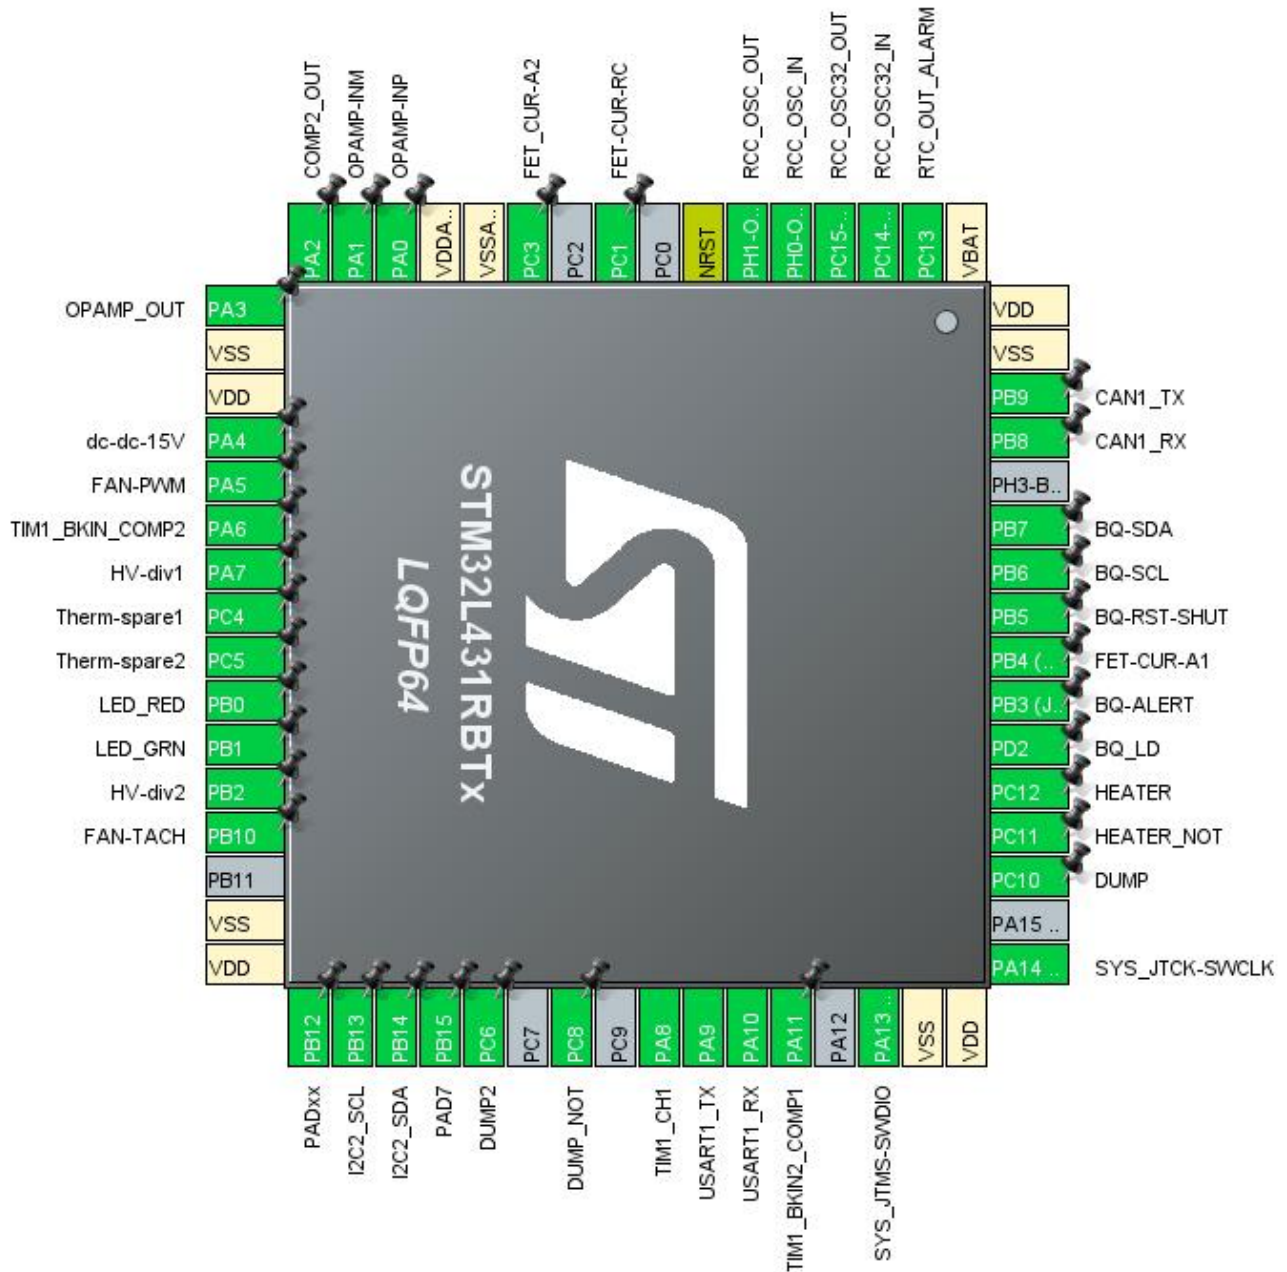 COMP2_OUT
OPAMP-INM
OPAMP-INP
FET_CUR-A2
FET-CUR-RC
RCC_OSC_OUT
RCC_OSC_IN
RCC_OSC32_OUT
RCC_OSC32_IN
RTC_OUT_ALARM
PA2
PA1
PA0
VDDA..
VSSA..
PC3
PC2
PC1
PC0
NRST
PH1-O..
PH0-O..
PC15-..
PC14-..
PC13
VBAT
OPAMP_OUT PA3
VSS
VDD
dc-dc-15V PA4
FAN-PWM PA5
TIM1_BKIN_COMP2 PA6
HV-div1 PA7
Therm-spare1 PC4
Therm-spare2 PC5
LED_RED PB0
LED_GRN PB1
HV-div2 PB2
FAN-TACH PB10
PB11
VSS
VDD
STM32L431RBTx
LQFP64
ST
VDD
VSS
PB9 CAN1_TX
PB8 CAN1_RX
PH3-B..
PB7 BQ-SDA
PB6 BQ-SCL
PB5 BQ-RST-SHUT
PB4 (.. FET-CUR-A1
PB3 (J.. BQ-ALERT
PD2 BQ_LD
PC12 HEATER
PC11 HEATER_NOT
PC10 DUMP
PA15 ..
PA14 .. SYS_JTCK-SWCLK
PB12
PB13
PB14
PB15
PC6
PC7
PC8
PC9
PA8
PA9
PA10
PA11
PA12
PA13 ..
VSS
VDD
PADxx
I2C2_SCL
I2C2_SDA
PAD7
DUMP2
DUMP_NOT
TIM1_CH1
USART1_TX
USART1_RX
TIM1_BKIN2_COMP1
SYS_JTMS-SWDIO